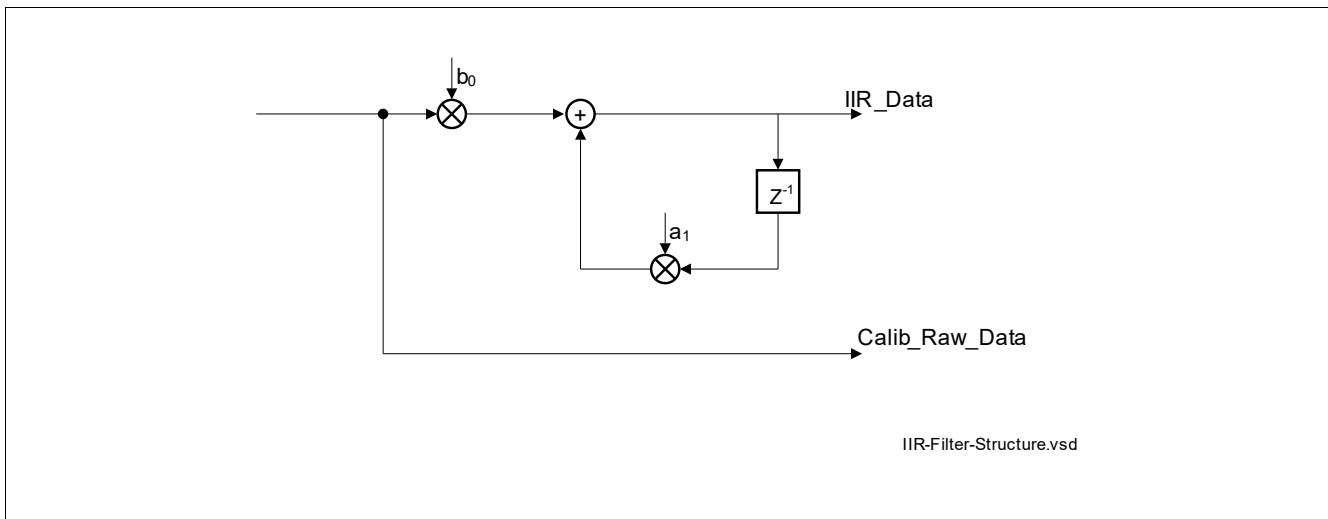 b₀
+
IIR_Data
Z⁻¹
a₁
Calib_Raw_Data
IIR-Filter-Structure.vsd